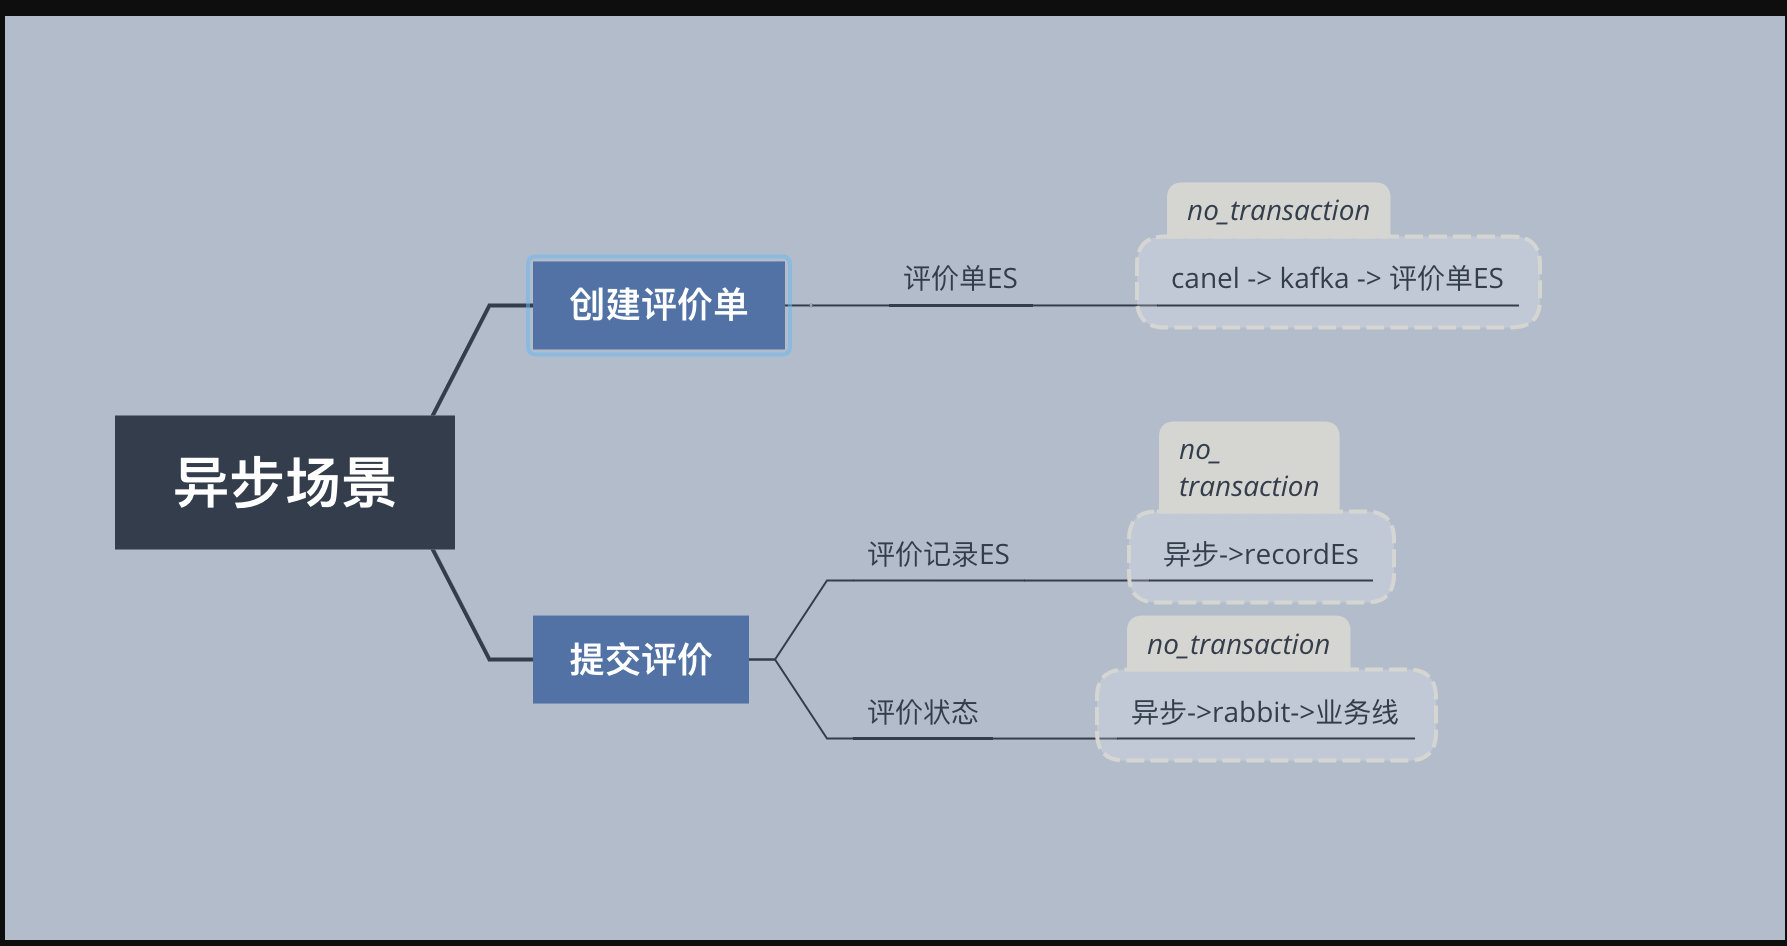 异步场景
创建评价单
评价单ES
no_transaction
canel -> kafka -> 评价单ES
提交评价
评价记录ES
no_
transaction
异步->recordEs
评价状态
no_transaction
异步->rabbit->业务线